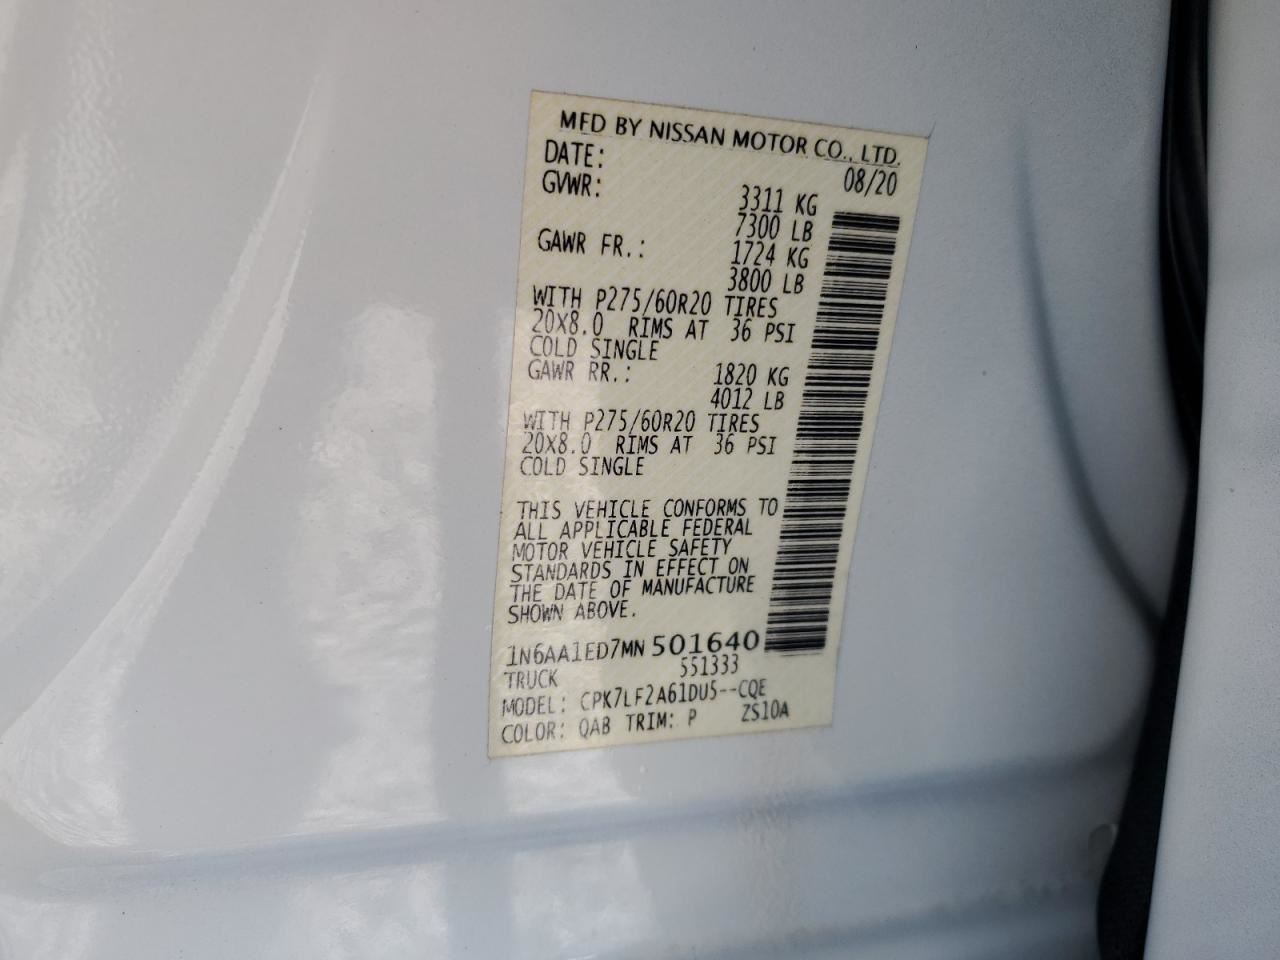 MFD BY NISSAN MOTOR CO., LTD.
DATE: 08/20
GVWR: 3311 KG
7300 LB
GAWR FR.: 1724 KG
3800 LB
WITH P275/60R20 TIRES
20X8.0 RIMS AT 36 PSI
COLD SINGLE
GAWR RR.: 1820 KG
4012 LB
WITH P275/60R20 TIRES
20X8.0 RIMS AT 36 PSI
COLD SINGLE
THIS VEHICLE CONFORMS TO
ALL APPLICABLE FEDERAL
MOTOR VEHICLE SAFETY
STANDARDS IN EFFECT ON
THE DATE OF MANUFACTURE
SHOWN ABOVE.
1N6AA1ED7MN501640
TRUCK 551333
MODEL: CPK7LF2A61DU5--CQE
COLOR: QAB TRIM: P ZS10A